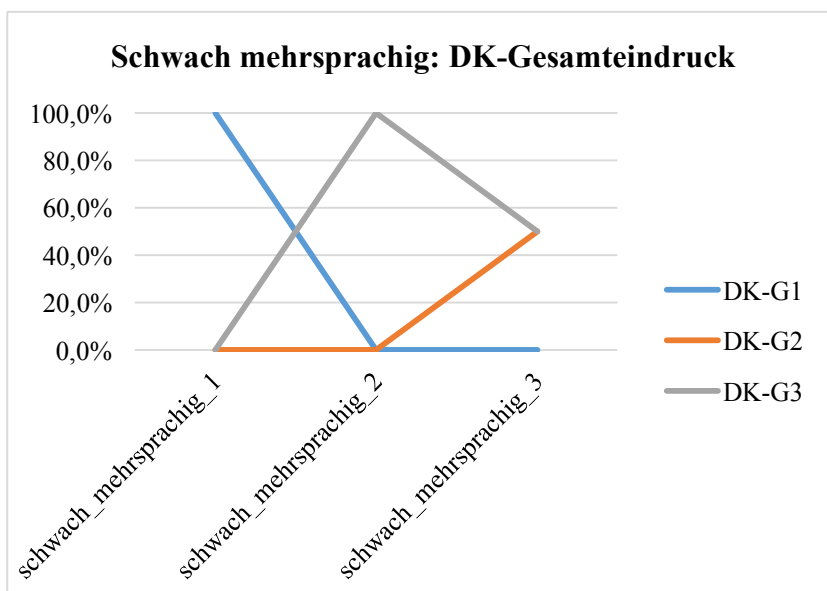 Schwach mehrsprachig: DK-Gesamteindruck
100,0%
80,0%
60,0%
40,0%
20,0%
0,0%
schwach_mehrsprachig_1
schwach_mehrsprachig_2
schwach_mehrsprachig_3
DK-G1
DK-G2
DK-G3